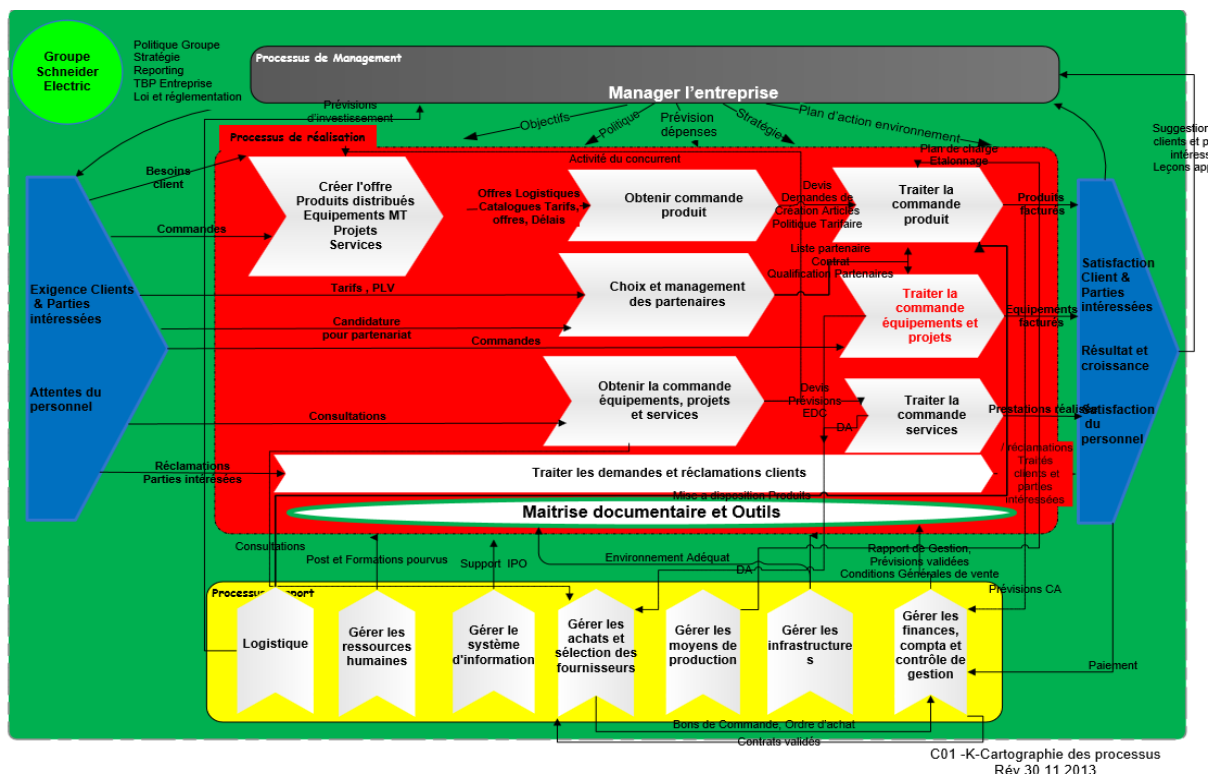 Groupe
Schneider
Electric
Politique Groupe
Stratégie
Reporting
TBP Entreprise
Loi et réglementation
Processus de Management
Manager l'entreprise
Prévisions
d'investissement
Objectifs
Politique
Prévision
dépenses
Stratégie
Plan d'action environnement
Suggestion
clients et p
intéress
Leçons app
Processus de réalisation
Activité du concurrent
Plan de charge
Etalonnage
Besoins
client
Créer l'offre
Produits distribués
Equipements MT
Projets
Services
Offres Logistiques
Catalogues Tarifs,
offres, Délais
Obtenir commande
produit
Devis
Demandes de
Création Articles
Politique Tarifaire
Traiter la
commande
produit
Produits
facturés
Commandes
Liste partenaire
Contrat
Qualification Partenaires
Exigence Clients
& Parties
intéressées
Attentes du
personnel
Tarifs , PLV
Choix et management
des partenaires
Traiter la
commande
équipements et
projets
Equipements
facturés
Satisfaction
Client &
Parties
intéressées
Résultat et
croissance
Satisfaction
du
personnel
Candidature
pour partenariat
Commandes
Obtenir la commande
équipements, projets
et services
Devis
Prévisions
EDC
DA
Traiter la
commande
services
Prestations réalisé
Consultations
Réclamations
Parties intérésées
Traiter les demandes et réclamations clients
/ réclamations
Traités
clients et
parties
intéressées
Mise a disposition Produits
Maitrise documentaire et Outils
Consultations
Post et Formations pourvus
Support IPO
Environnement Adéquat
DA
Rapport de Gestion,
Prévisions validées
Conditions Générales de vente
Prévisions CA
Processus port
Logistique
Gérer les
ressources
humaines
Gérer le
système
d'information
Gérer les
achats et
sélection des
fournisseurs
Gérer les
moyens de
production
Gérer les
infrastructure
s
Gérer les
finances,
compta et
contrôle de
gestion
Paiement
Bons de Commande, Ordre d'achat
Contrats validés
C01 -K-Cartographie des processus
Rév 30 11 2013